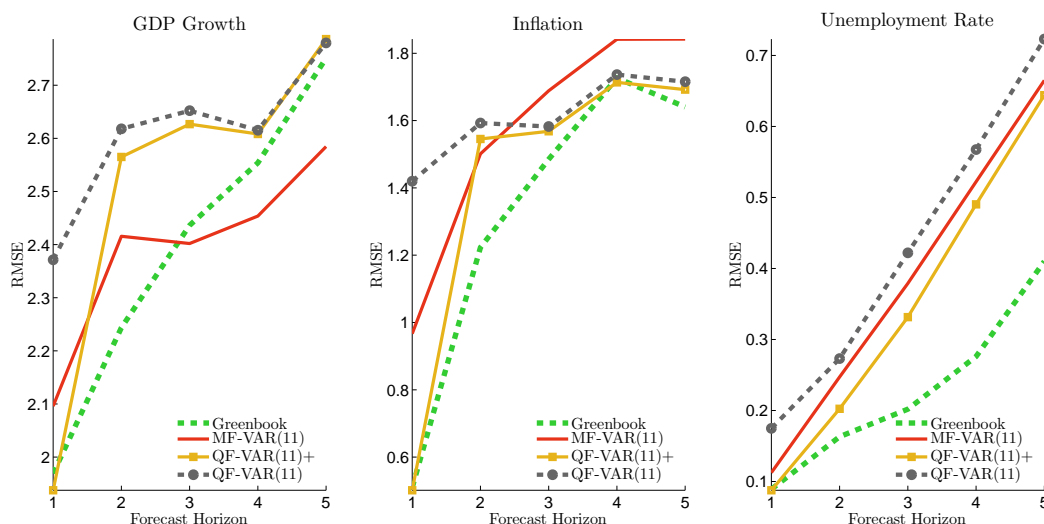 GDP Growth
RMSE
2.7
2.6
2.5
2.4
2.3
2.2
2.1
2
Greenbook
MF-VAR(11)
QF-VAR(11)+
QF-VAR(11)
1 2 3 4 5
Forecast Horizon
Inflation
RMSE
1.8
1.6
1.4
1.2
1
0.8
0.6
Greenbook
MF-VAR(11)
QF-VAR(11)+
QF-VAR(11)
1 2 3 4 5
Forecast Horizon
Unemployment Rate
RMSE
0.7
0.6
0.5
0.4
0.3
0.2
0.1
Greenbook
MF-VAR(11)
QF-VAR(11)+
QF-VAR(11)
1 2 3 4 5
Forecast Horizon